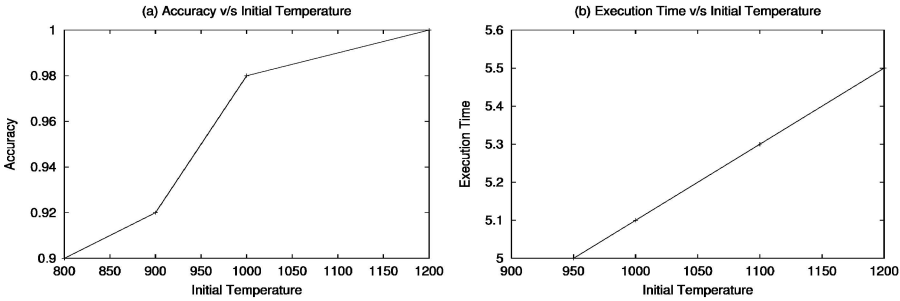 (a) Accuracy v/s Initial Temperature
1
0.98
0.96
0.94
0.92
0.9
Accuracy
800 850 900 950 1000 1050 1100 1150 1200
Initial Temperature
(b) Execution Time v/s Initial Temperature
5.6
5.5
5.4
5.3
5.2
5.1
5
Execution Time
900 950 1000 1050 1100 1150 1200
Initial Temperature